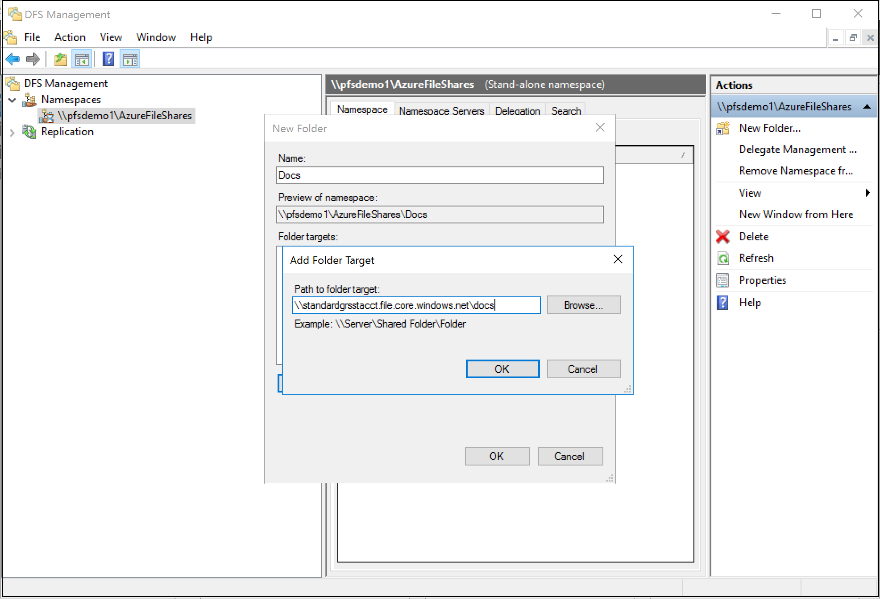 DFS Management
File Action View Window Help
DFS Management
Namespaces
\\pfsdemo1\AzureFileShares
Replication
\\pfsdemo1\AzureFileShares (Stand-alone namespace)
Namespace Namespace Servers Delegation Search
New Folder
Name:
Docs
Preview of namespace:
\\pfsdemo1\AzureFileShares\Docs
Folder targets:
Add Folder Target
Path to folder target:
\\standardgrsstacct.file.core.windows.net\docs
Browse...
Example: \\Server\Shared Folder\Folder
OK Cancel
OK Cancel
Actions
\\pfsdemo1\AzureFileShares
New Folder...
Delegate Management ...
Remove Namespace fr...
View
New Window from Here
Delete
Refresh
Properties
Help